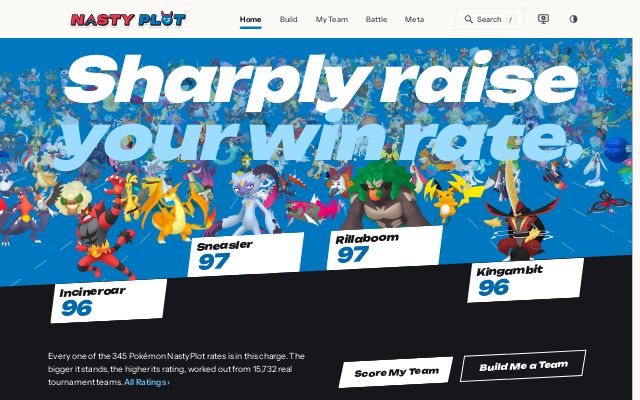 NASTY PLOT
Home Build My Team Battle Meta Search /
Sharply raise
your win rate.
Sneasler
97
Rillaboom
97
Incineroar
96
Kingambit
96
Every one of the 345 Pokémon NastyPlot rates is in this charge. The
bigger it stands, the higher its rating, worked out from 15,732 real
tournament teams. All Ratings ›
Score My Team
Build Me a Team